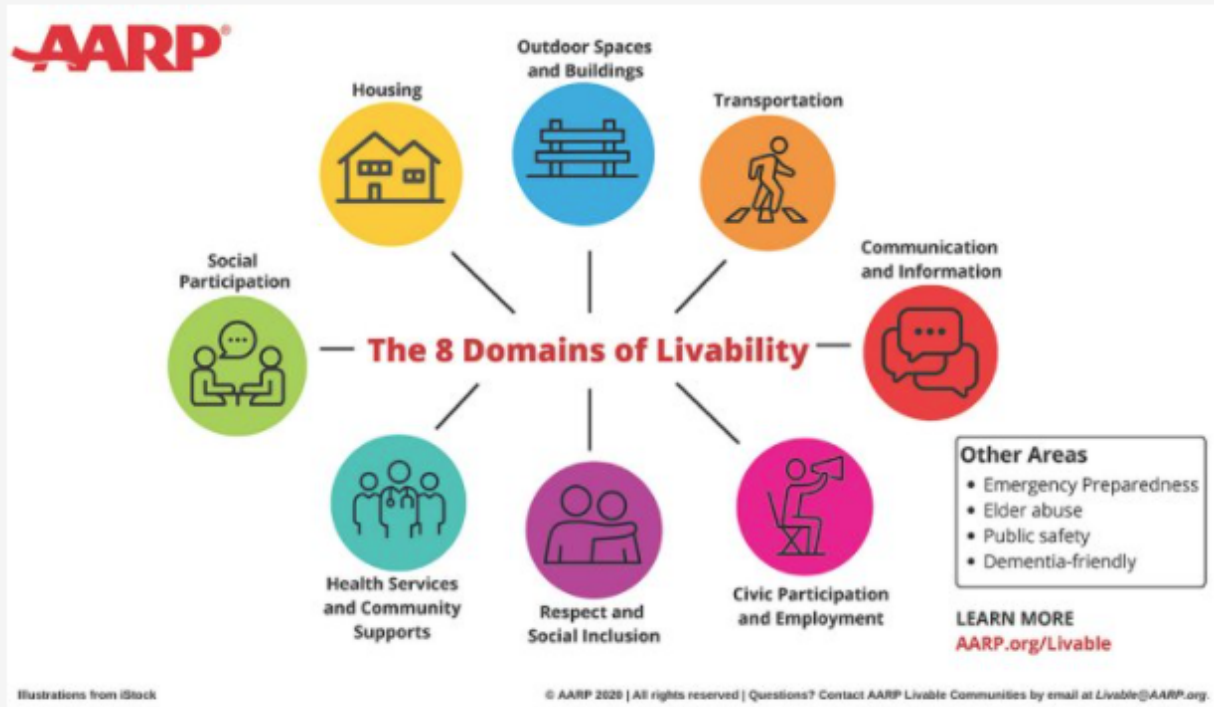 AARP®
Outdoor Spaces
and Buildings
Housing
Transportation
Social
Participation
Communication
and Information
The 8 Domains of Livability
Health Services
and Community
Supports
Respect and
Social Inclusion
Civic Participation
and Employment
Other Areas
• Emergency Preparedness
• Elder abuse
• Public safety
• Dementia-friendly
LEARN MORE
AARP.org/Livable
Illustrations from iStock
© AARP 2020 | All rights reserved | Questions? Contact AARP Livable Communities by email at Livable@AARP.org.